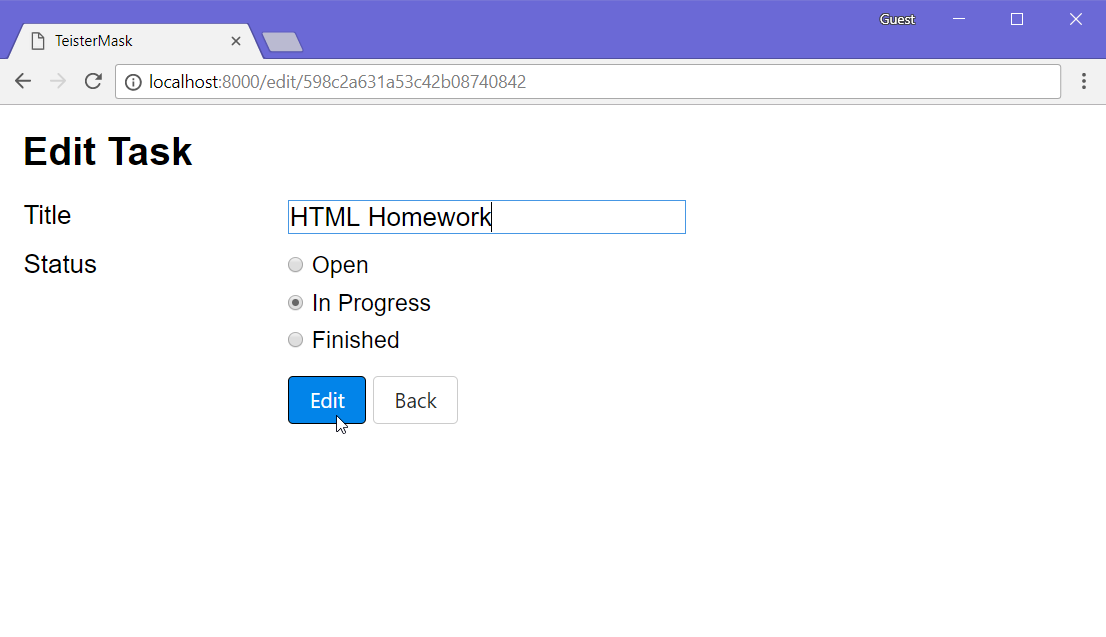 Guest
TeisterMask
localhost:8000/edit/598c2a631a53c42b08740842
Edit Task
Title HTML Homework
Status Open
In Progress
Finished
Edit Back